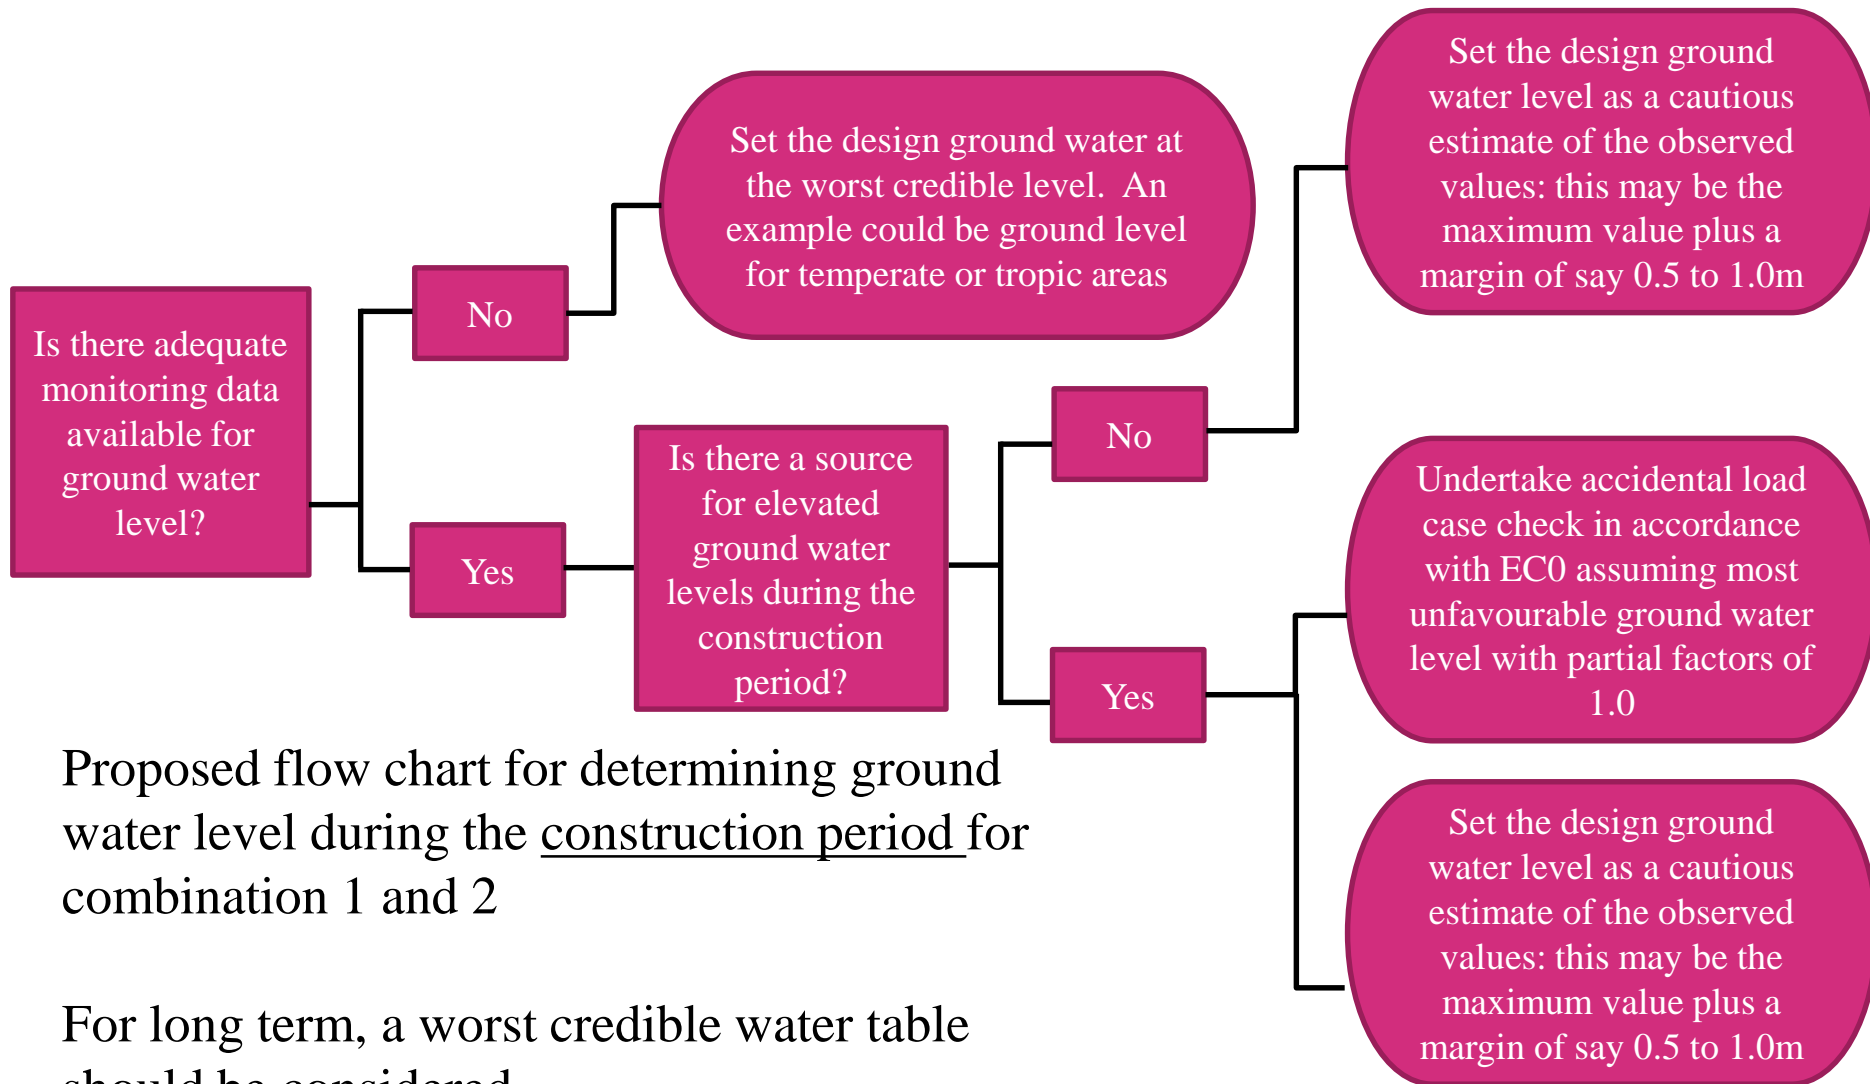 Is there adequate
monitoring data
available for
ground water
level?
No
Set the design ground water at
the worst credible level.  An
example could be ground level
for temperate or tropic areas
Yes
Is there a source
for elevated
ground water
levels during the
construction
period?
No
Set the design ground
water level as a cautious
estimate of the observed
values: this may be the
maximum value plus a
margin of say 0.5 to 1.0m
Yes
Undertake accidental load
case check in accordance
with EC0 assuming most
unfavourable ground water
level with partial factors of
1.0
Set the design ground
water level as a cautious
estimate of the observed
values: this may be the
maximum value plus a
margin of say 0.5 to 1.0m
Proposed flow chart for determining ground
water level during the construction period for
combination 1 and 2
For long term, a worst credible water table
should be considered